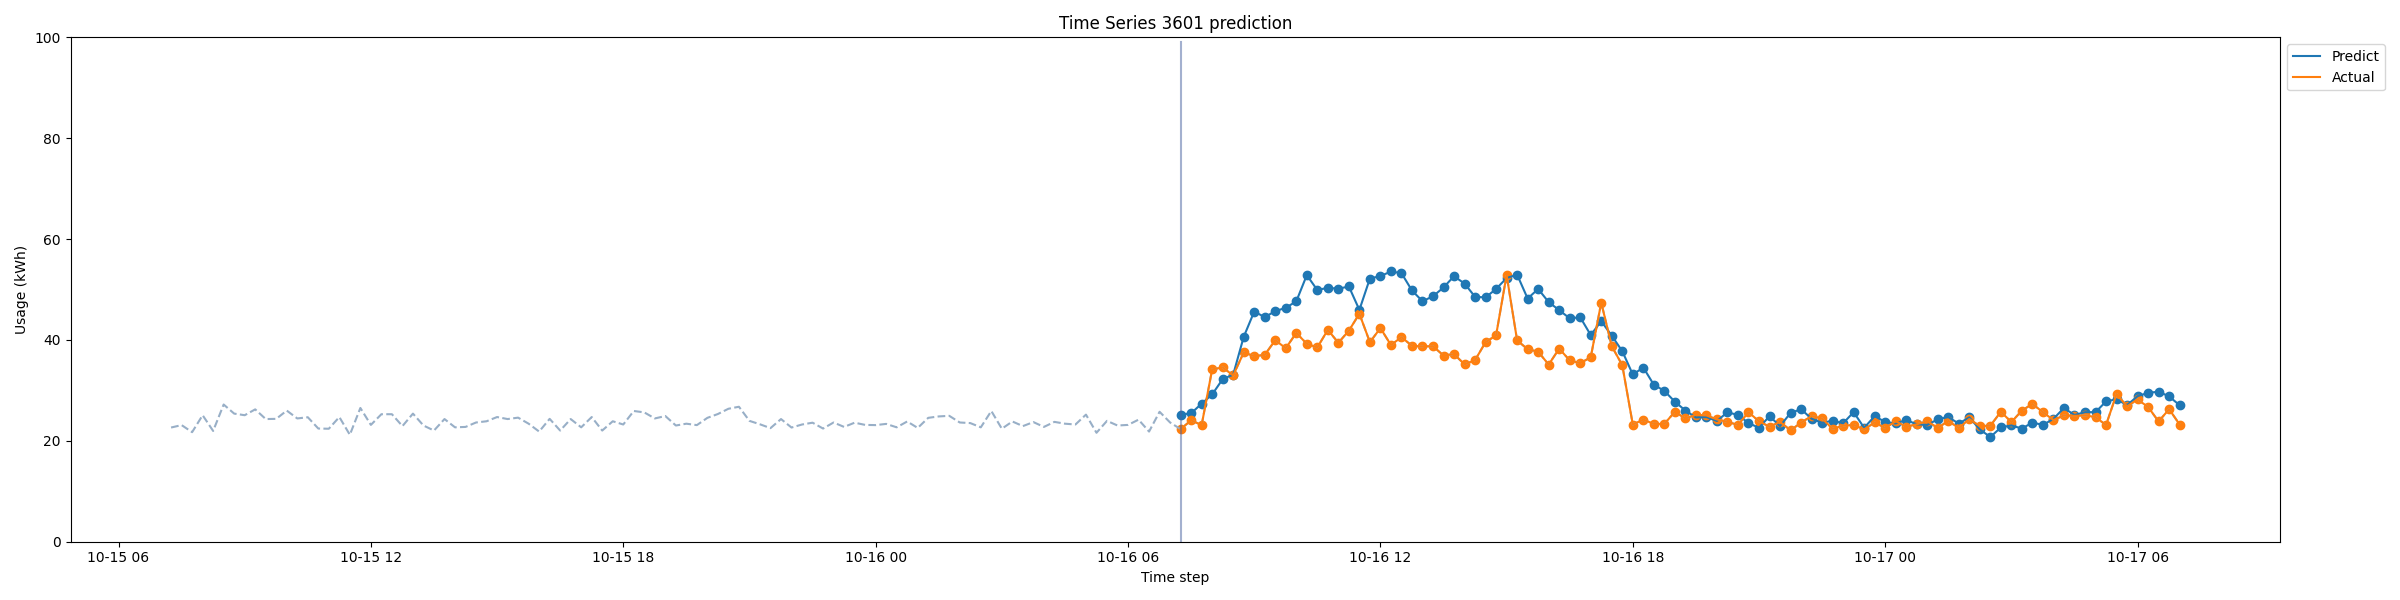 Time Series 3601 prediction
Predict
Actual
100
80
60
40
20
0
Usage (kWh)
10-15 06 10-15 12 10-15 18 10-16 00 10-16 06 10-16 12 10-16 18 10-17 00 10-17 06
Time step